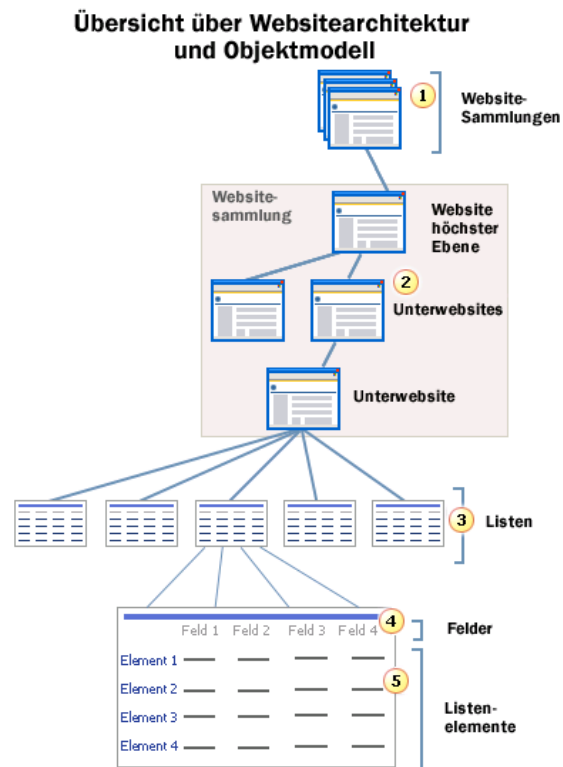 Übersicht über Websitearchitektur
und Objektmodell
1
Website-
Sammlungen
Website-
sammlung
Website
höchster
Ebene
2
Unterwebsites
Unterwebsite
3
Listen
4
Feld 1 Feld 2 Feld 3 Feld 4
Felder
Element 1
5
Element 2
Element 3
Element 4
Listen-
elemente